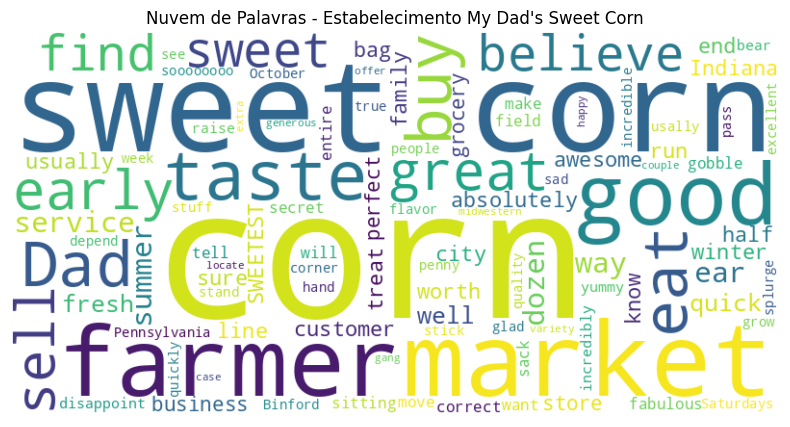 Nuvem de Palavras - Estabelecimento My Dad's Sweet Corn
find see sweet bag believe end bear
soooooooo October offer family Indiana
sweet corn
raise true buy grocery make incredible usally pass excellent
extra generous entire people field happy
usually week taste great awesome run gobble
early treat perfect absolutely sad couple good
service stuff secret flavor midwestern half
Dad depend summer tell SWEETEST will city way winter
locate corner penny dozen quality eat know ear
sell fresh sure stand corn hand worth well yummy quick splurge
Pennsylvania line customer stick glad variety grow
farmer market
quickly case gang sack incredibly
disappoint business Binford sitting move correct want store fabulous Saturdays